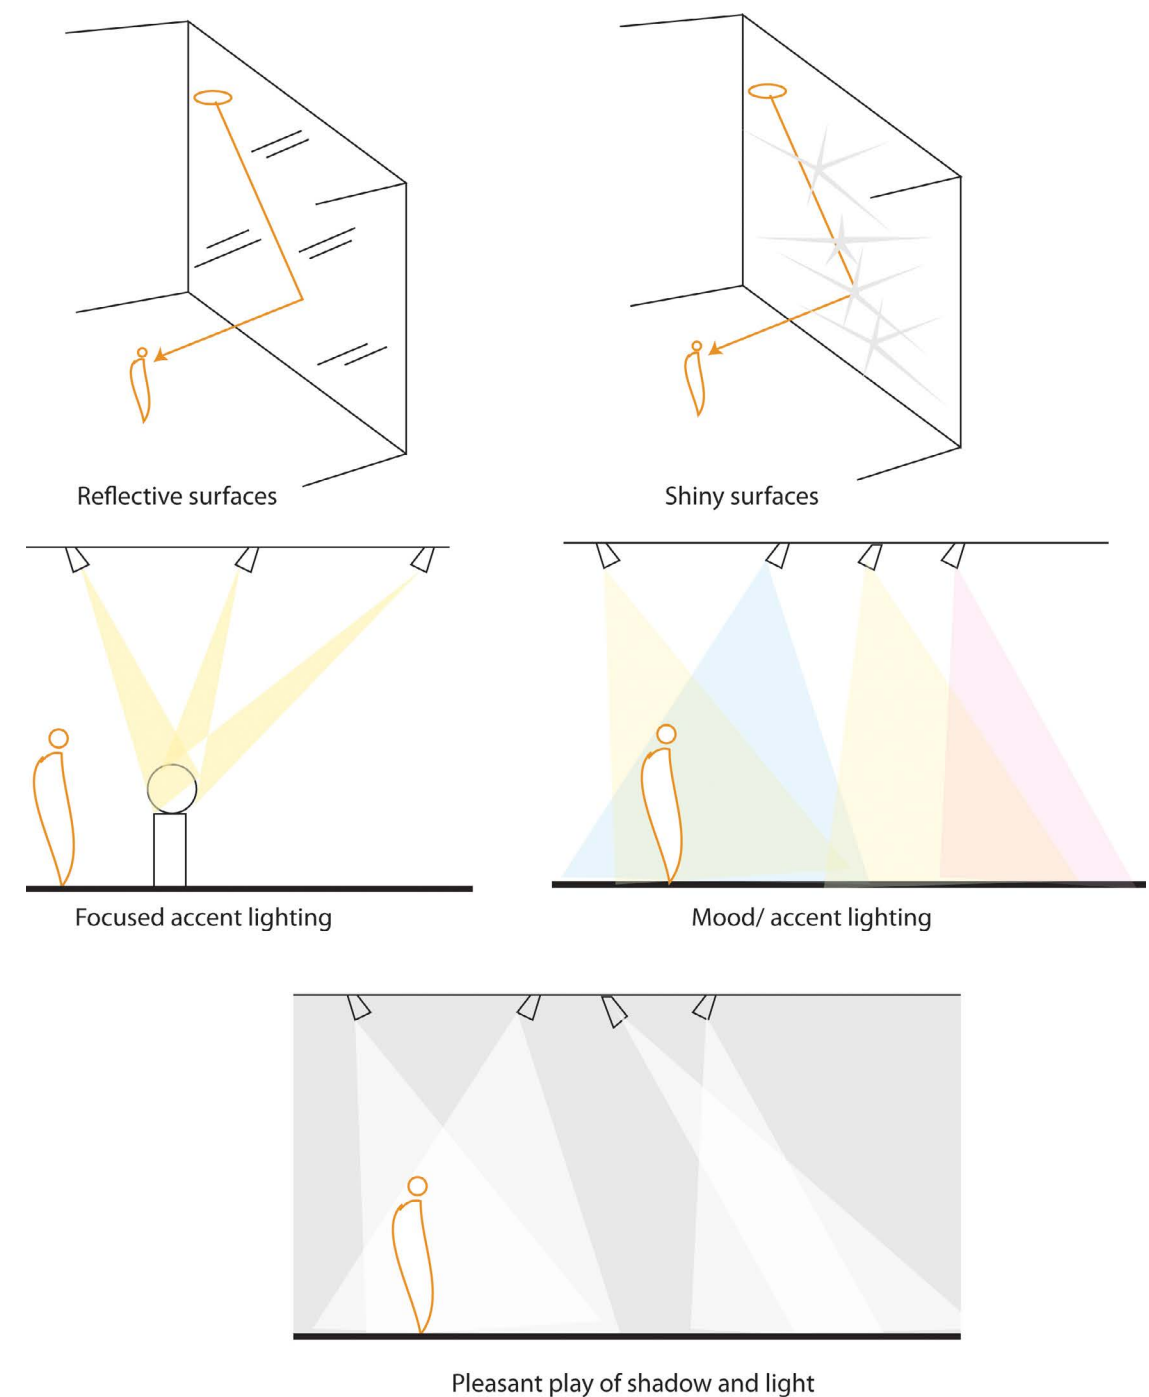 Reflective surfaces
Shiny surfaces
Focused accent lighting
Mood/ accent lighting
Pleasant play of shadow and light